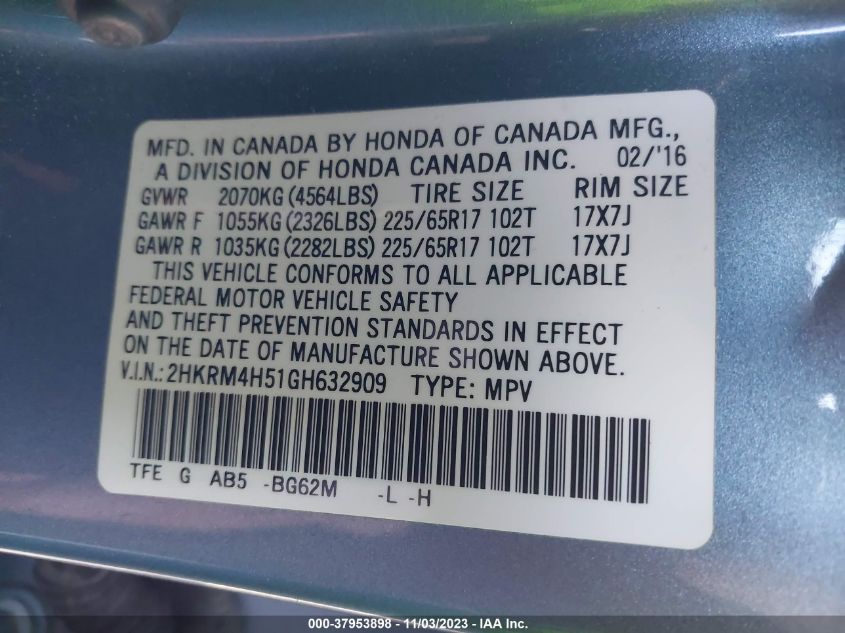 MFD. IN CANADA BY HONDA OF CANADA MFG.,
A DIVISION OF HONDA CANADA INC. 02/'16
GVWR 2070KG (4564LBS) TIRE SIZE RIM SIZE
GAWR F 1055KG (2326LBS) 225/65R17 102T 17X7J
GAWR R 1035KG (2282LBS) 225/65R17 102T 17X7J
THIS VEHICLE CONFORMS TO ALL APPLICABLE
FEDERAL MOTOR VEHICLE SAFETY
AND THEFT PREVENTION STANDARDS IN EFFECT
ON THE DATE OF MANUFACTURE SHOWN ABOVE.
V.I.N.: 2HKRM4H51GH632909 TYPE: MPV
TFE G AB5 -BG62M -L -H
000-37953898 - 11/03/2023 - IAAI.com